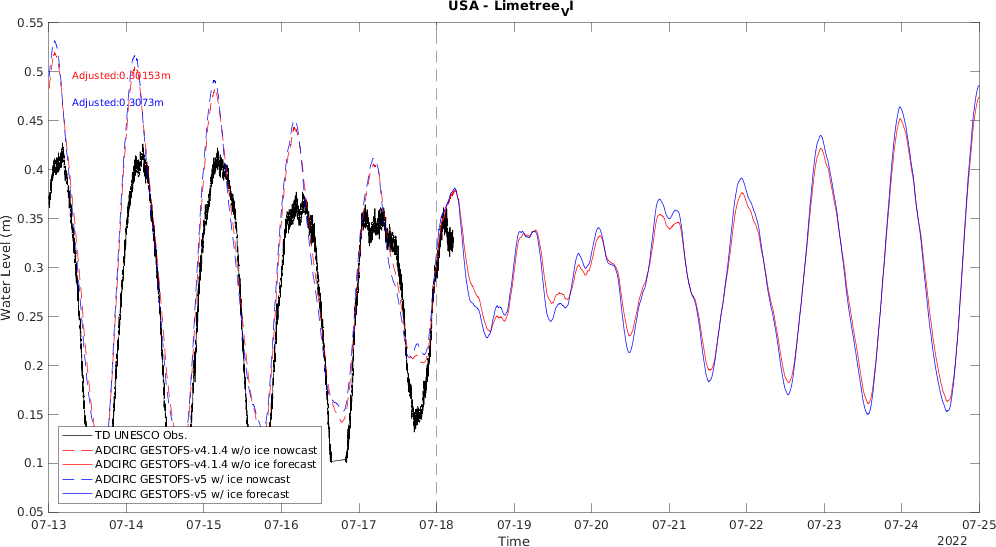 USA - LimetreeVI
0.55
0.5
0.45
0.4
0.35
0.3
0.25
0.2
0.15
0.1
0.05
Water Level (m)
Adjusted:0.30153m
Adjusted:0.3073m
TD UNESCO Obs.
ADCIRC GESTOFS-v4.1.4 w/o ice nowcast
ADCIRC GESTOFS-v4.1.4 w/o ice forecast
ADCIRC GESTOFS-v5 w/ ice nowcast
ADCIRC GESTOFS-v5 w/ ice forecast
07-13 07-14 07-15 07-16 07-17 07-18 07-19 07-20 07-21 07-22 07-23 07-24 07-25
Time
2022